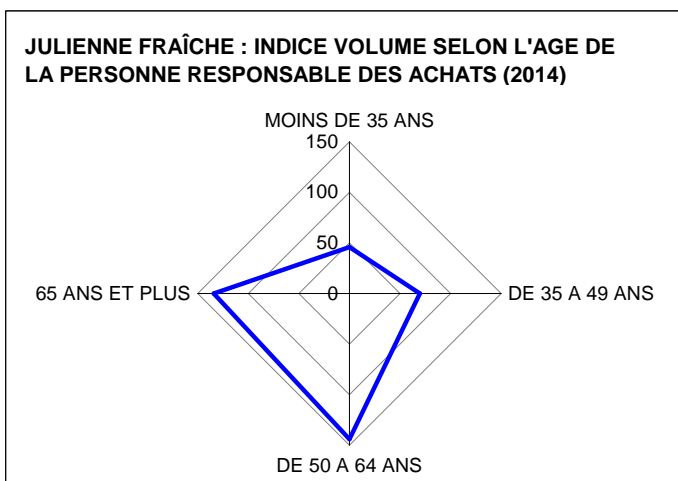 JULIENNE FRAÎCHE : INDICE VOLUME SELON L'AGE DE
LA PERSONNE RESPONSABLE DES ACHATS (2014)
MOINS DE 35 ANS
150
100
50
0
65 ANS ET PLUS
DE 35 A 49 ANS
DE 50 A 64 ANS